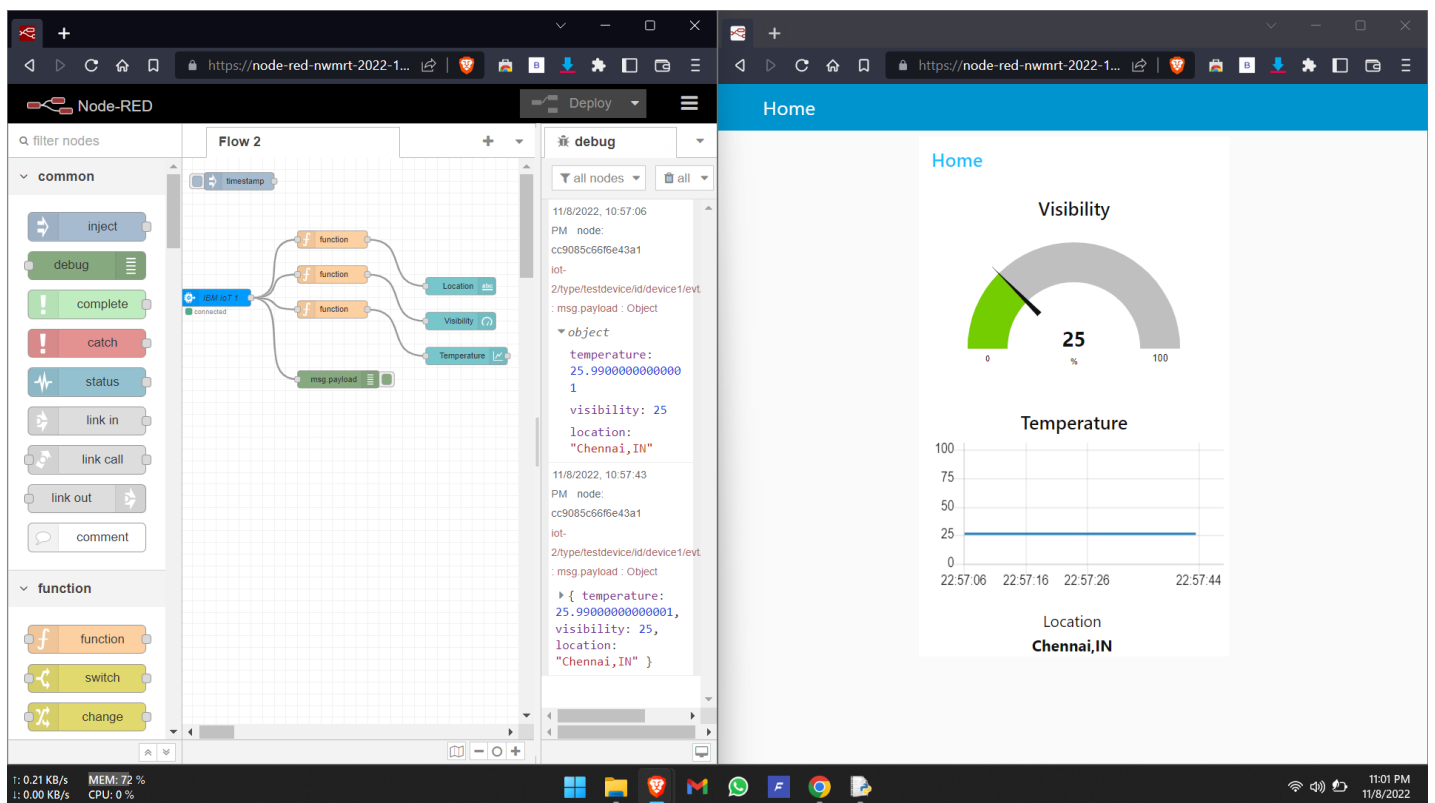 https://node-red-nwmrt-2022-1...
Node-RED
Deploy
filter nodes
common
inject
debug
complete
catch
status
link in
link call
link out
comment
function
function
switch
change
Flow 2
timestamp
function
function
function
IBM IoT 1
connected
Location
abc
Visibility
Temperature
msg.payload
debug
all nodes
all
11/8/2022, 10:57:06
PM node:
cc9085c66f6e43a1
iot-
2/type/testdevice/id/device1/evt.
: msg.payload : Object
object
temperature:
25.9900000000000
1
visibility: 25
location:
"Chennai,IN"
11/8/2022, 10:57:43
PM node:
cc9085c66f6e43a1
iot-
2/type/testdevice/id/device1/evt.
: msg.payload : Object
{ temperature:
25.99000000000001,
visibility: 25,
location:
"Chennai,IN" }
https://node-red-nwmrt-2022-1...
Home
Home
Visibility
25
0 % 100
Temperature
100
75
50
25
0
22:57:06 22:57:16 22:57:26 22:57:44
Location
Chennai,IN
↑: 0.21 KB/s MEM: 72 %
↓: 0.00 KB/s CPU: 0 %
11:01 PM
11/8/2022